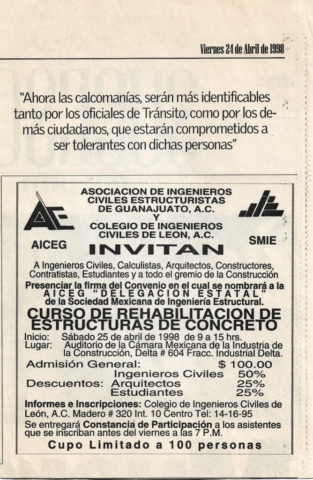 Viernes 24 de Abril de 1998
"Ahora las calcomanías, serán más identificables
tanto por los oficiales de Tránsito, como por los de-
más ciudadanos, que estarán comprometidos a
ser tolerantes con dichas personas"
ASOCIACION DE INGENIEROS
CIVILES ESTRUCTURISTAS
DE GUANAJUATO, A.C.
Y
COLEGIO DE INGENIEROS
CIVILES DE LEON, A.C.
AICEG
INVITAN
SMIE
A Ingenieros Civiles, Calculistas, Arquitectos, Constructores,
Contratistas, Estudiantes y a todo el gremio de la Construcción
Presenciar la firma del Convenio en el cual se nombrará a la
AICEG "DELEGACION ESTATAL"
de la Sociedad Mexicana de Ingeniería Estructural.
CURSO DE REHABILITACION DE
ESTRUCTURAS DE CONCRETO
Inicio: Sábado 25 de abril de 1998 de 9 a 15 hrs.
Lugar: Auditorio de la Cámara Mexicana de la Industria de
la Construcción, Delta # 604 Fracc. Industrial Delta.
Admisión General: $ 100.00
Ingenieros Civiles 50%
Descuentos: Arquitectos 25%
Estudiantes 25%
Informes e Inscripciones: Colegio de Ingenieros Civiles de
León, A.C. Madero # 320 Int. 10 Centro Tel: 14-16-95
Se entregará Constancia de Participación a los asistentes
que se inscriban antes del viernes a las 7 P.M.
Cupo Limitado a 100 personas